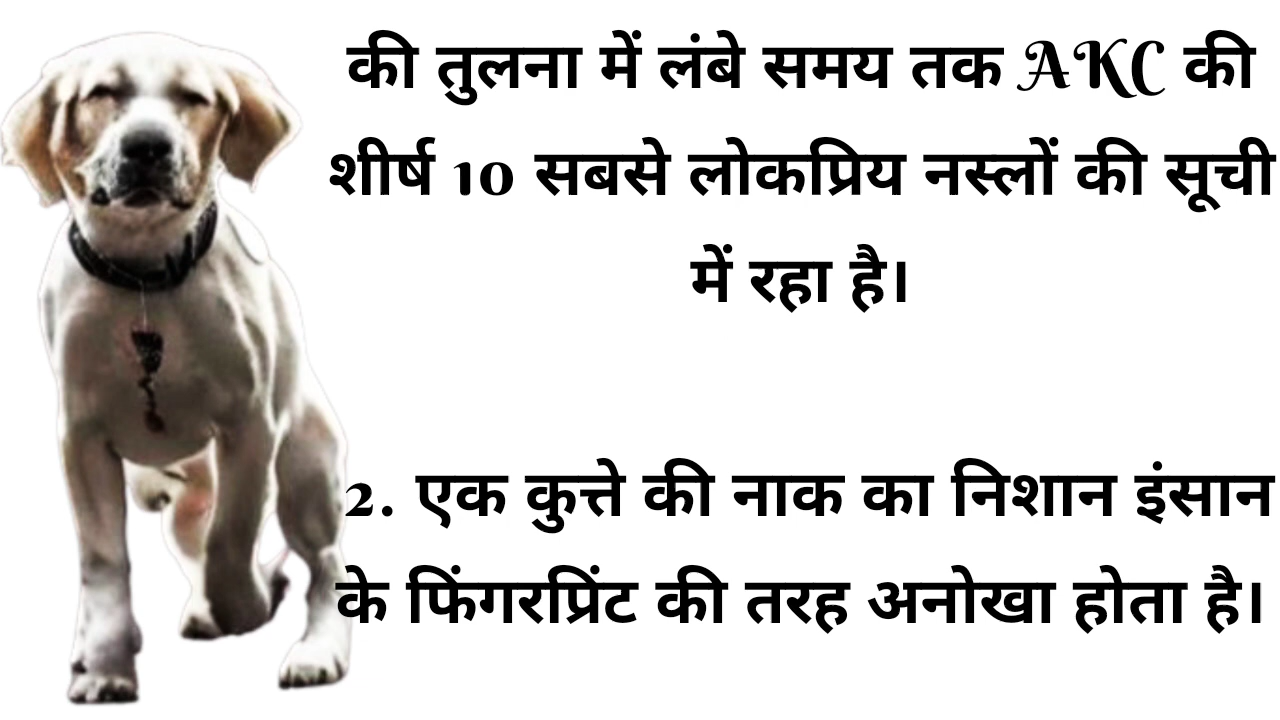 की तुलना में लंबे समय तक AKC की
शीर्ष 10 सबसे लोकप्रिय नस्लों की सूची
में रहा है।
2. एक कुत्ते की नाक का निशान इंसान
के फिंगरप्रिंट की तरह अनोखा होता है।